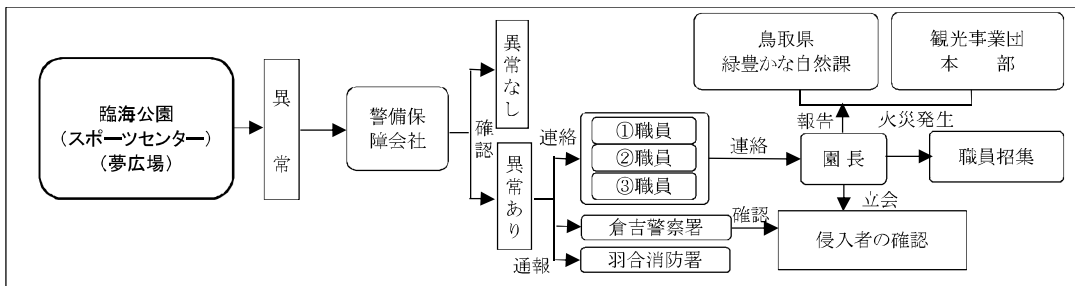 臨海公園
（スポーツセンター）
（夢広場）
異常
警備保
障会社
確認
異常なし
異常あり
連絡
①職員
②職員
③職員
通報
倉吉警察署
羽合消防署
連絡
確認
鳥取県
緑豊かな自然課
観光事業団
本　　部
報告
火災発生
園長
職員招集
立会
侵入者の確認